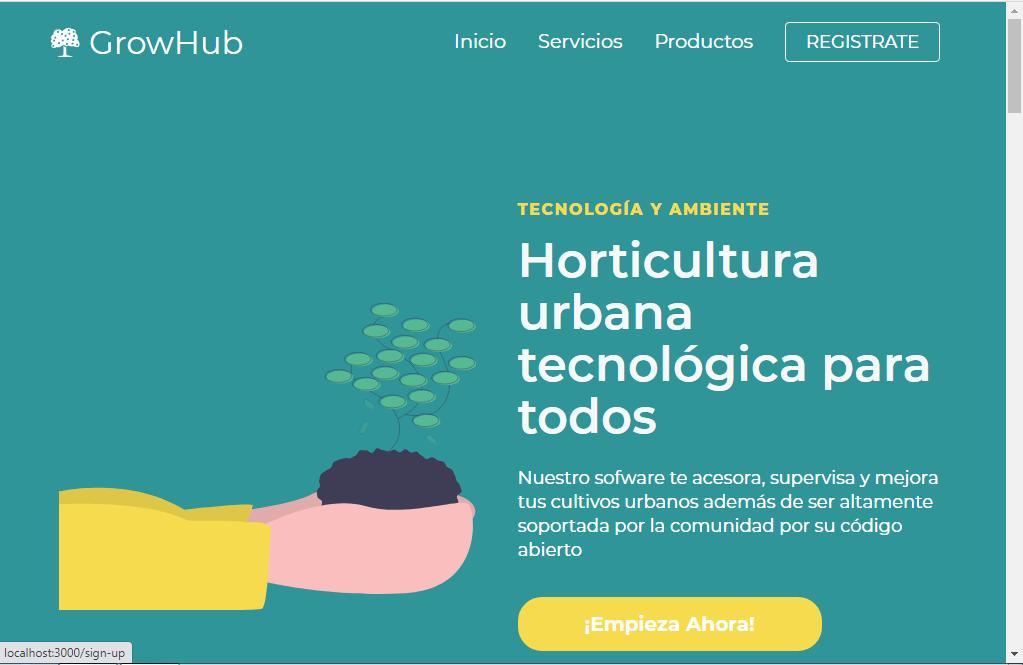 GrowHub
Inicio Servicios Productos REGISTRATE
TECNOLOGÍA Y AMBIENTE
Horticultura
urbana
tecnológica para
todos
Nuestro sofware te acesora, supervisa y mejora
tus cultivos urbanos además de ser altamente
soportada por la comunidad por su código
abierto
¡Empieza Ahora!
localhost:3000/sign-up